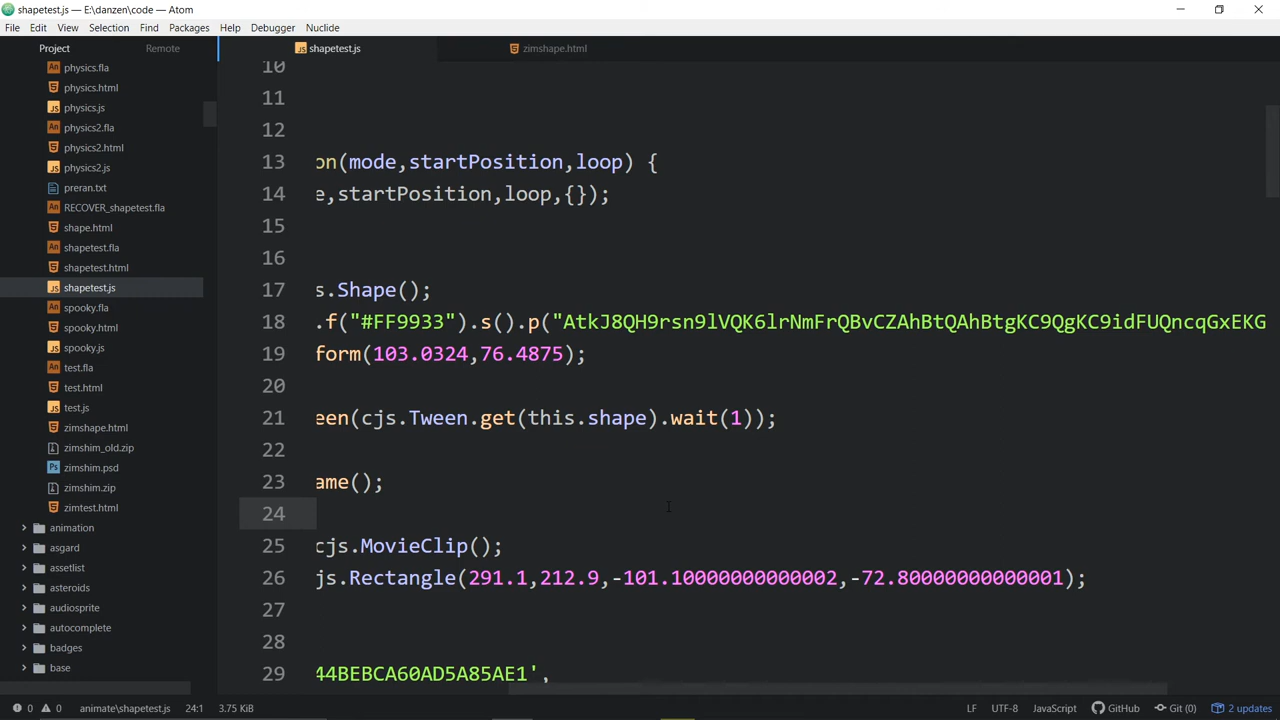 shapetest.js — E:\danzen\code — Atom
File Edit View Selection Find Packages Help Debugger Nuclide
Project Remote
physics.fla
physics.html
physics.js
physics2.fla
physics2.html
physics2.js
preran.txt
RECOVER_shapetest.fla
shape.html
shapetest.fla
shapetest.html
shapetest.js
spooky.fla
spooky.html
spooky.js
test.fla
test.html
test.js
zimshape.html
zimshim_old.zip
zimshim.psd
zimshim.zip
zimtest.html
animation
asgard
assetlist
asteroids
audiosprite
autocomplete
badges
base
shapetest.js zimshape.html
10
11
12
13 on(mode,startPosition,loop) {
14 e,startPosition,loop,{});
15
16
17 s.Shape();
18 .f("#FF9933").s().p("AtkJ8QH9rsn9lVQK6lrNmFrQBvCZAhBtQAhBtgKC9QgKC9idFUQncqGxEKG
19 form(103.0324,76.4875);
20
21 een(cjs.Tween.get(this.shape).wait(1));
22
23 ame();
24
25 cjs.MovieClip();
26 js.Rectangle(291.1,212.9,-101.10000000000002,-72.80000000000001);
27
28
29 44BEBCA60AD5A85AE1',
0 0 animate\shapetest.js 24:1 3.75 KiB LF UTF-8 JavaScript GitHub Git (0) 2 updates